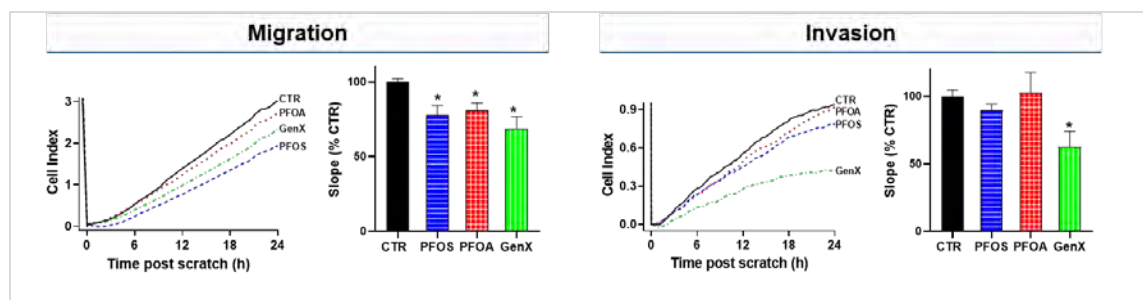 Migration
Cell Index
3
2
1
0
CTR
PFOA
GenX
PFOS
0 6 12 18 24
Time post scratch (h)
Slope (% CTR)
100
50
0
* * *
CTR PFOS PFOA GenX
Invasion
Cell Index
0.9
0.6
0.3
0.0
CTR
PFOA
PFOS
GenX
0 6 12 18 24
Time post scratch (h)
Slope (% CTR)
100
50
0
*
CTR PFOS PFOA GenX